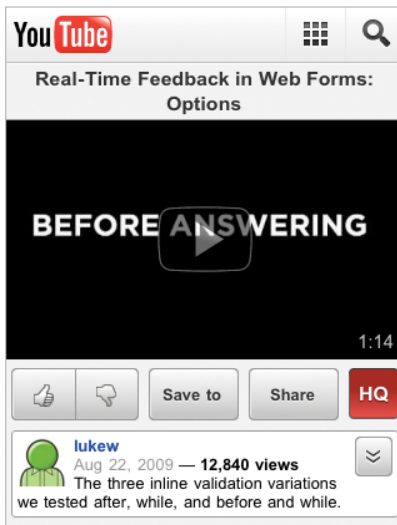 YouTube
Real-Time Feedback in Web Forms:
Options
BEFORE ANSWERING
1:14
Save to
Share
HQ
lukew
Aug 22, 2009 — 12,840 views
The three inline validation variations
we tested after, while, and before and while.